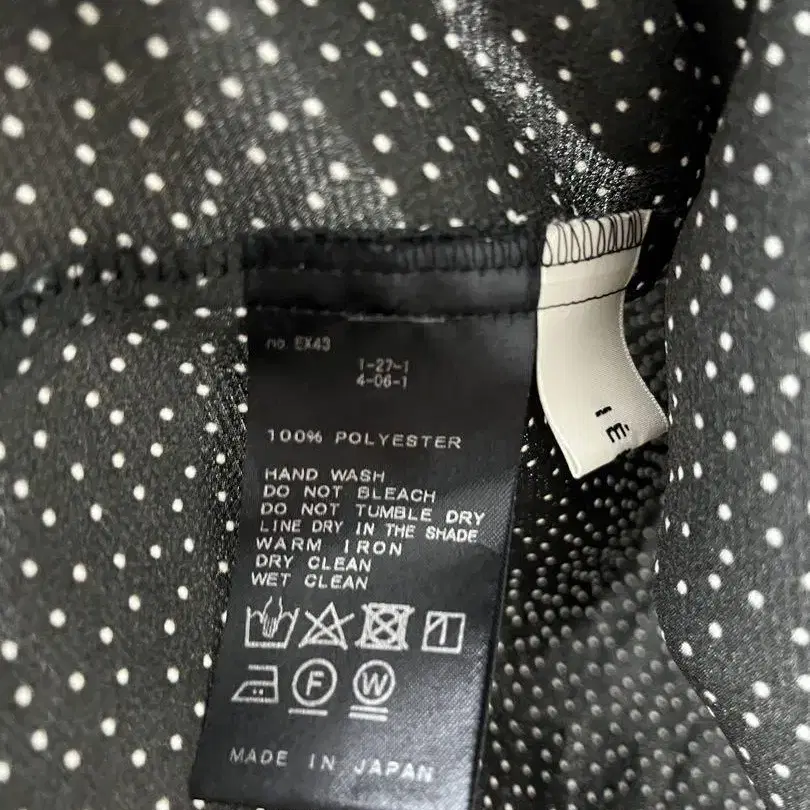 no. EX43
1-27-1
4-06-1
100% POLYESTER
HAND WASH
DO NOT BLEACH
DO NOT TUMBLE DRY
LINE DRY IN THE SHADE
WARM IRON
DRY CLEAN
WET CLEAN
F W
MADE IN JAPAN